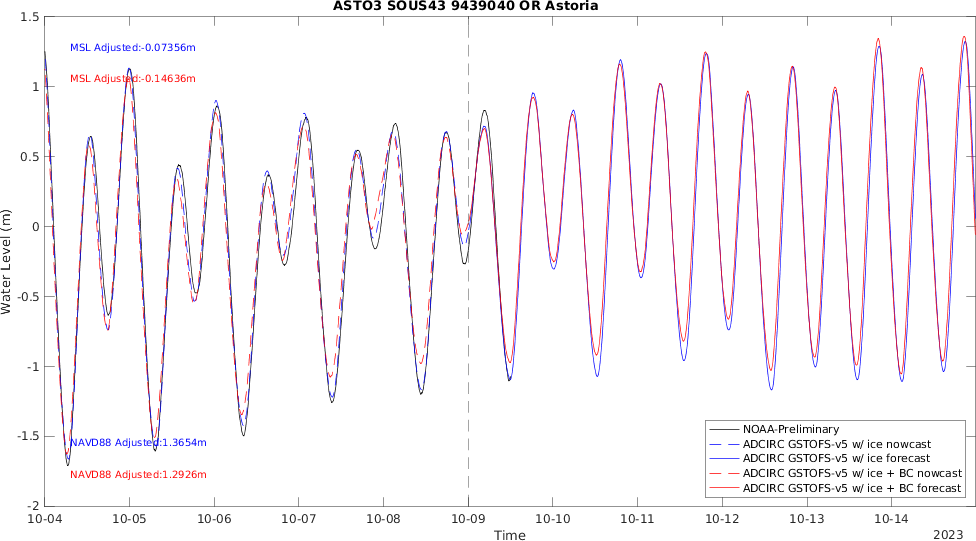 ASTO3 SOUS43 9439040 OR Astoria
1.5
MSL Adjusted:-0.07356m
MSL Adjusted:-0.14636m
1
0.5
0
-0.5
-1
-1.5
-2
Water Level (m)
NAVD88 Adjusted:1.3654m
NAVD88 Adjusted:1.2926m
NOAA-Preliminary
ADCIRC GSTOFS-v5 w/ ice nowcast
ADCIRC GSTOFS-v5 w/ ice forecast
ADCIRC GSTOFS-v5 w/ ice + BC nowcast
ADCIRC GSTOFS-v5 w/ ice + BC forecast
10-04 10-05 10-06 10-07 10-08 10-09 10-10 10-11 10-12 10-13 10-14
Time
2023